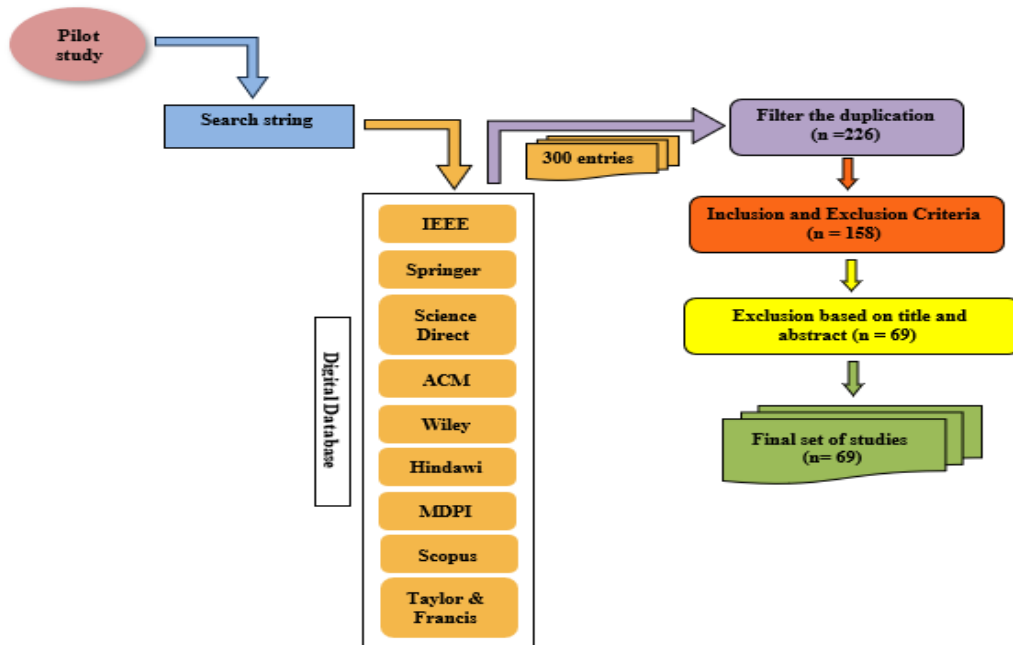 Pilot
study
Search string
300 entries
Filter the duplication
(n =226)
Inclusion and Exclusion Criteria
(n = 158)
Exclusion based on title and
abstract (n = 69)
Final set of studies
(n= 69)
Digital Database
IEEE
Springer
Science
Direct
ACM
Wiley
Hindawi
MDPI
Scopus
Taylor &
Francis